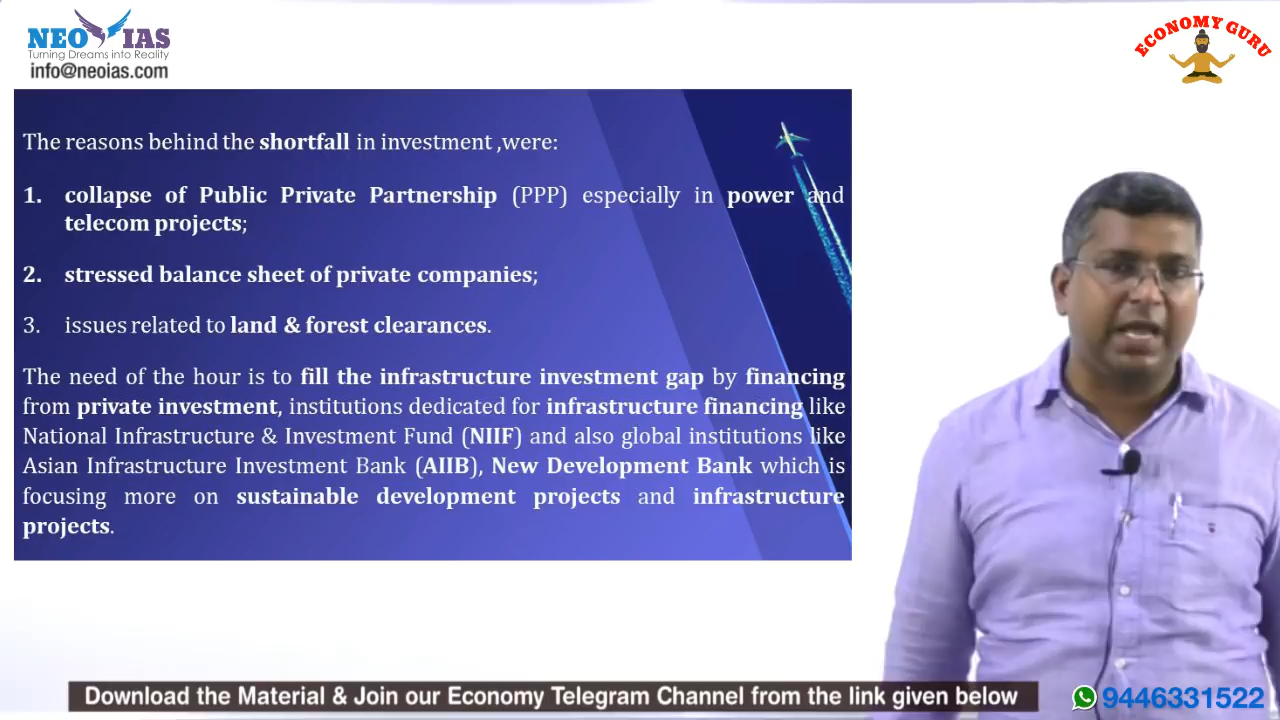 NEO IAS
Turning Dreams into Reality
info@neoias.com
ECONOMY GURU
The reasons behind the shortfall in investment ,were:
1. collapse of Public Private Partnership (PPP) especially in power and
telecom projects;
2. stressed balance sheet of private companies;
3. issues related to land & forest clearances.
The need of the hour is to fill the infrastructure investment gap by financing
from private investment, institutions dedicated for infrastructure financing like
National Infrastructure & Investment Fund (NIIF) and also global institutions like
Asian Infrastructure Investment Bank (AIIB), New Development Bank which is
focusing more on sustainable development projects and infrastructure
projects.
Download the Material & Join our Economy Telegram Channel from the link given below
9446331522